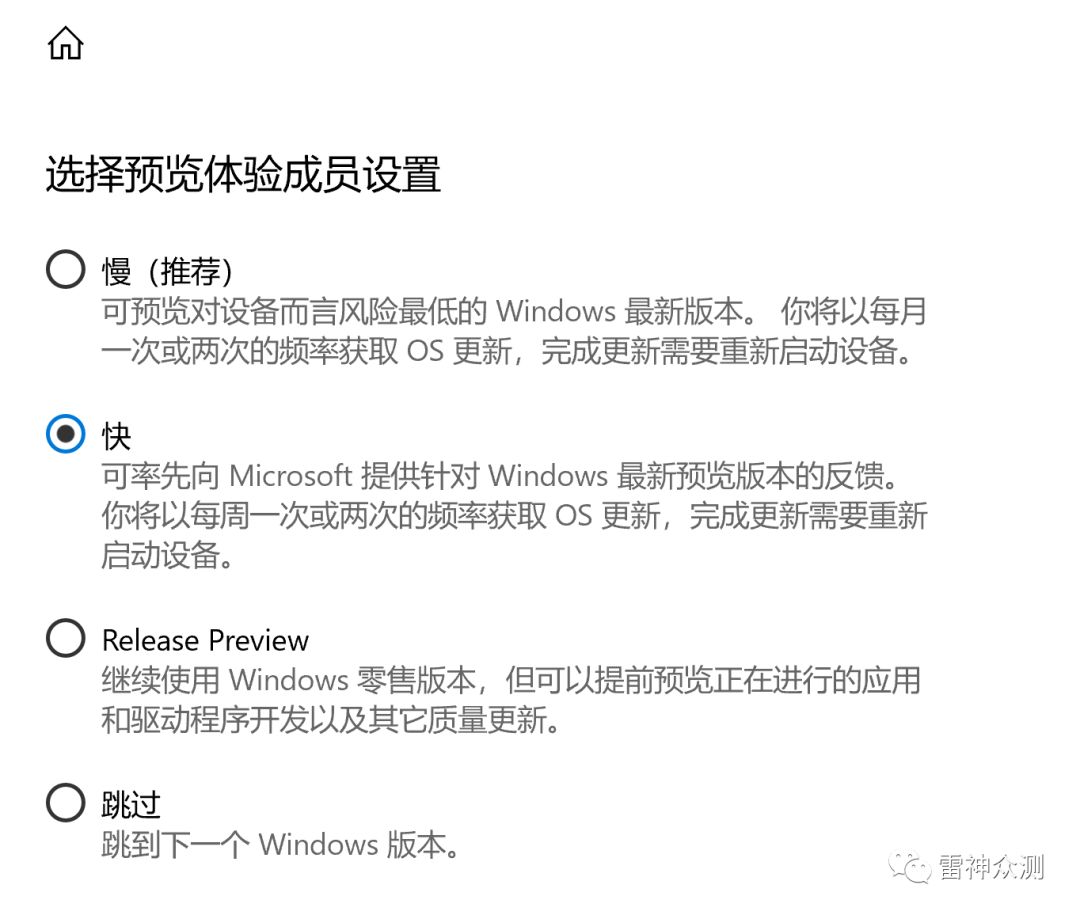 选择预览体验成员设置
慢（推荐）
可预览对设备而言风险最低的 Windows 最新版本。 你将以每月
一次或两次的频率获取 OS 更新，完成更新需要重新启动设备。
快
可率先向 Microsoft 提供针对 Windows 最新预览版本的反馈。
你将以每周一次或两次的频率获取 OS 更新，完成更新需要重新
启动设备。
Release Preview
继续使用 Windows 零售版本，但可以提前预览正在进行的应用
和驱动程序开发以及其它质量更新。
跳过
跳到下一个 Windows 版本。
雷神众测